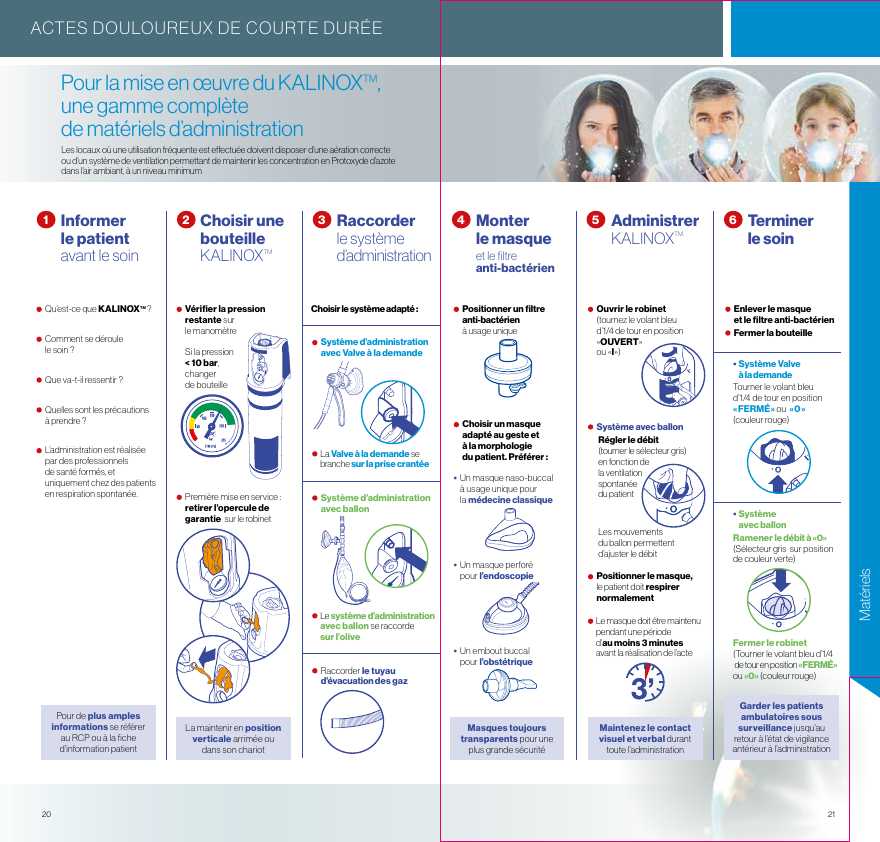 ACTES DOULOUREUX DE COURTE DURÉE
Pour la mise en œuvre du KALINOX™,
une gamme complète
de matériels d'administration
Les locaux où une utilisation fréquente est effectuée doivent disposer d'une aération correcte
ou d'un système de ventilation permettant de maintenir les concentration en Protoxyde d'azote
dans l'air ambiant, à un niveau minimum
1 Informer
le patient
avant le soin
Qu'est-ce que KALINOX™ ?
Comment se déroule
le soin ?
Que va-t-il ressentir ?
Quelles sont les précautions
à prendre ?
L'administration est réalisée
par des professionnels
de santé formés, et
uniquement chez des patients
en respiration spontanée.
Pour de plus amples
informations se référer
au RCP ou à la fiche
d'information patient
2 Choisir une
bouteille
KALINOX™
Vérifier la pression
restante sur
le manomètre
Si la pression
< 10 bar,
changer
de bouteille
Première mise en service :
retirer l'opercule de
garantie sur le robinet
La maintenir en position
verticale arrimée ou
dans son chariot
3 Raccorder
le système
d'administration
Choisir le système adapté :
Système d'administration
avec Valve à la demande
La Valve à la demande se
branche sur la prise crantée
Système d'administration
avec ballon
Le système d'administration
avec ballon se raccorde
sur l'olive
Raccorder le tuyau
d'évacuation des gaz
4 Monter
le masque
et le filtre
anti-bactérien
Positionner un filtre
anti-bactérien
à usage unique
Choisir un masque
adapté au geste et
à la morphologie
du patient. Préférer :
• Un masque naso-buccal
à usage unique pour
la médecine classique
• Un masque perforé
pour l'endoscopie
• Un embout buccal
pour l'obstétrique
Masques toujours
transparents pour une
plus grande sécurité
5 Administrer
KALINOX™
Ouvrir le robinet
(tournez le volant bleu
d'1/4 de tour en position
«OUVERT»
ou «I»)
Système avec ballon
Régler le débit
(tourner le sélecteur gris)
en fonction de
la ventilation
spontanée
du patient
Les mouvements
du ballon permettent
d'ajuster le débit
Positionner le masque,
le patient doit respirer
normalement
Le masque doit être maintenu
pendant une période
d'au moins 3 minutes
avant la réalisation de l'acte
3'
Maintenez le contact
visuel et verbal durant
toute l'administration
6 Terminer
le soin
Enlever le masque
et le filtre anti-bactérien
Fermer la bouteille
• Système Valve
à la demande
Tourner le volant bleu
d'1/4 de tour en position
«FERMÉ» ou «0»
(couleur rouge)
• Système
avec ballon
Ramener le débit à «0»
(Sélecteur gris sur position
de couleur verte)
Fermer le robinet
(Tourner le volant bleu d'1/4
de tour en position «FERMÉ»
ou «0» (couleur rouge)
Garder les patients
ambulatoires sous
surveillance jusqu'au
retour à l'état de vigilance
antérieur à l'administration
Matériels
20
21